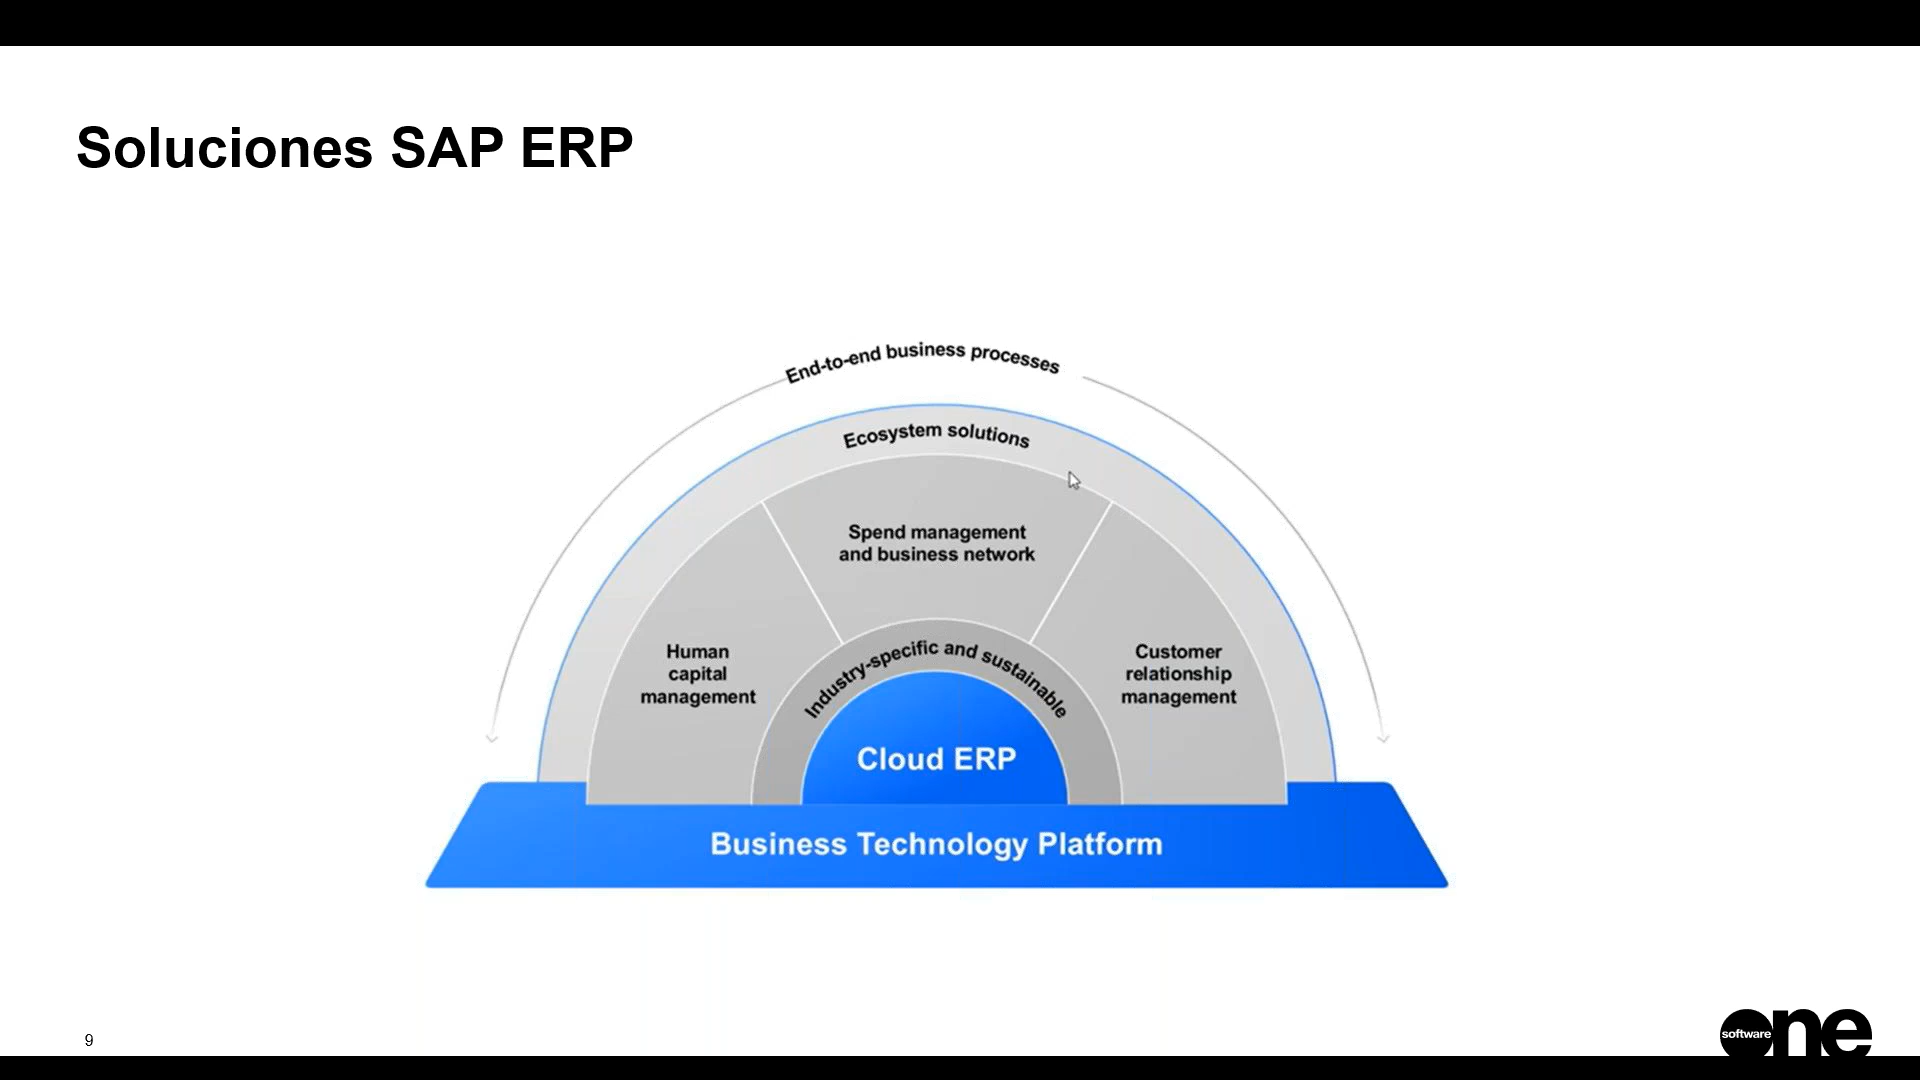 Soluciones SAP ERP
End-to-end business processes
Ecosystem solutions
Spend management
and business network
Human
capital
management
Customer
relationship
management
Industry-specific and sustainable
Cloud ERP
Business Technology Platform
9
software one